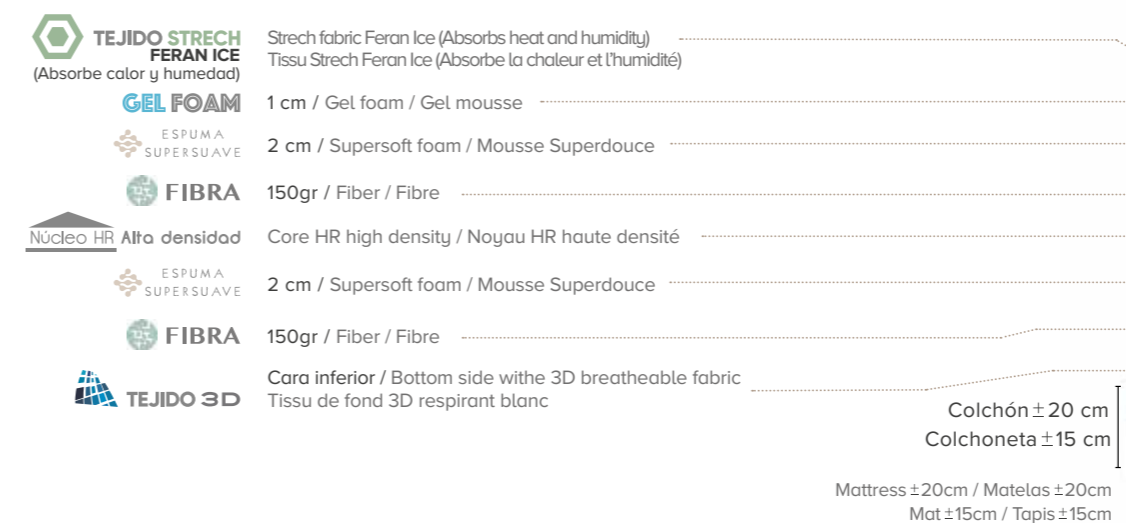 TEJIDO STRECH
FERAN ICE
(Absorbe calor y humedad)
Strech fabric Feran Ice (Absorbs heat and humidity)
Tissu Strech Feran Ice (Absorbe la chaleur et l'humidité)
GEL FOAM
1 cm / Gel foam / Gel mousse
ESPUMA
SUPERSUAVE
2 cm / Supersoft foam / Mousse Superdouce
FIBRA
150gr / Fiber / Fibre
Núcleo HR Alta densidad
Core HR high density / Noyau HR haute densité
ESPUMA
SUPERSUAVE
2 cm / Supersoft foam / Mousse Superdouce
FIBRA
150gr / Fiber / Fibre
TEJIDO 3D
Cara inferior / Bottom side withe 3D breatheable fabric
Tissu de fond 3D respirant blanc
Colchón ±20 cm
Colchoneta ±15 cm
Mattress ±20cm / Matelas ±20cm
Mat ±15cm / Tapis ±15cm